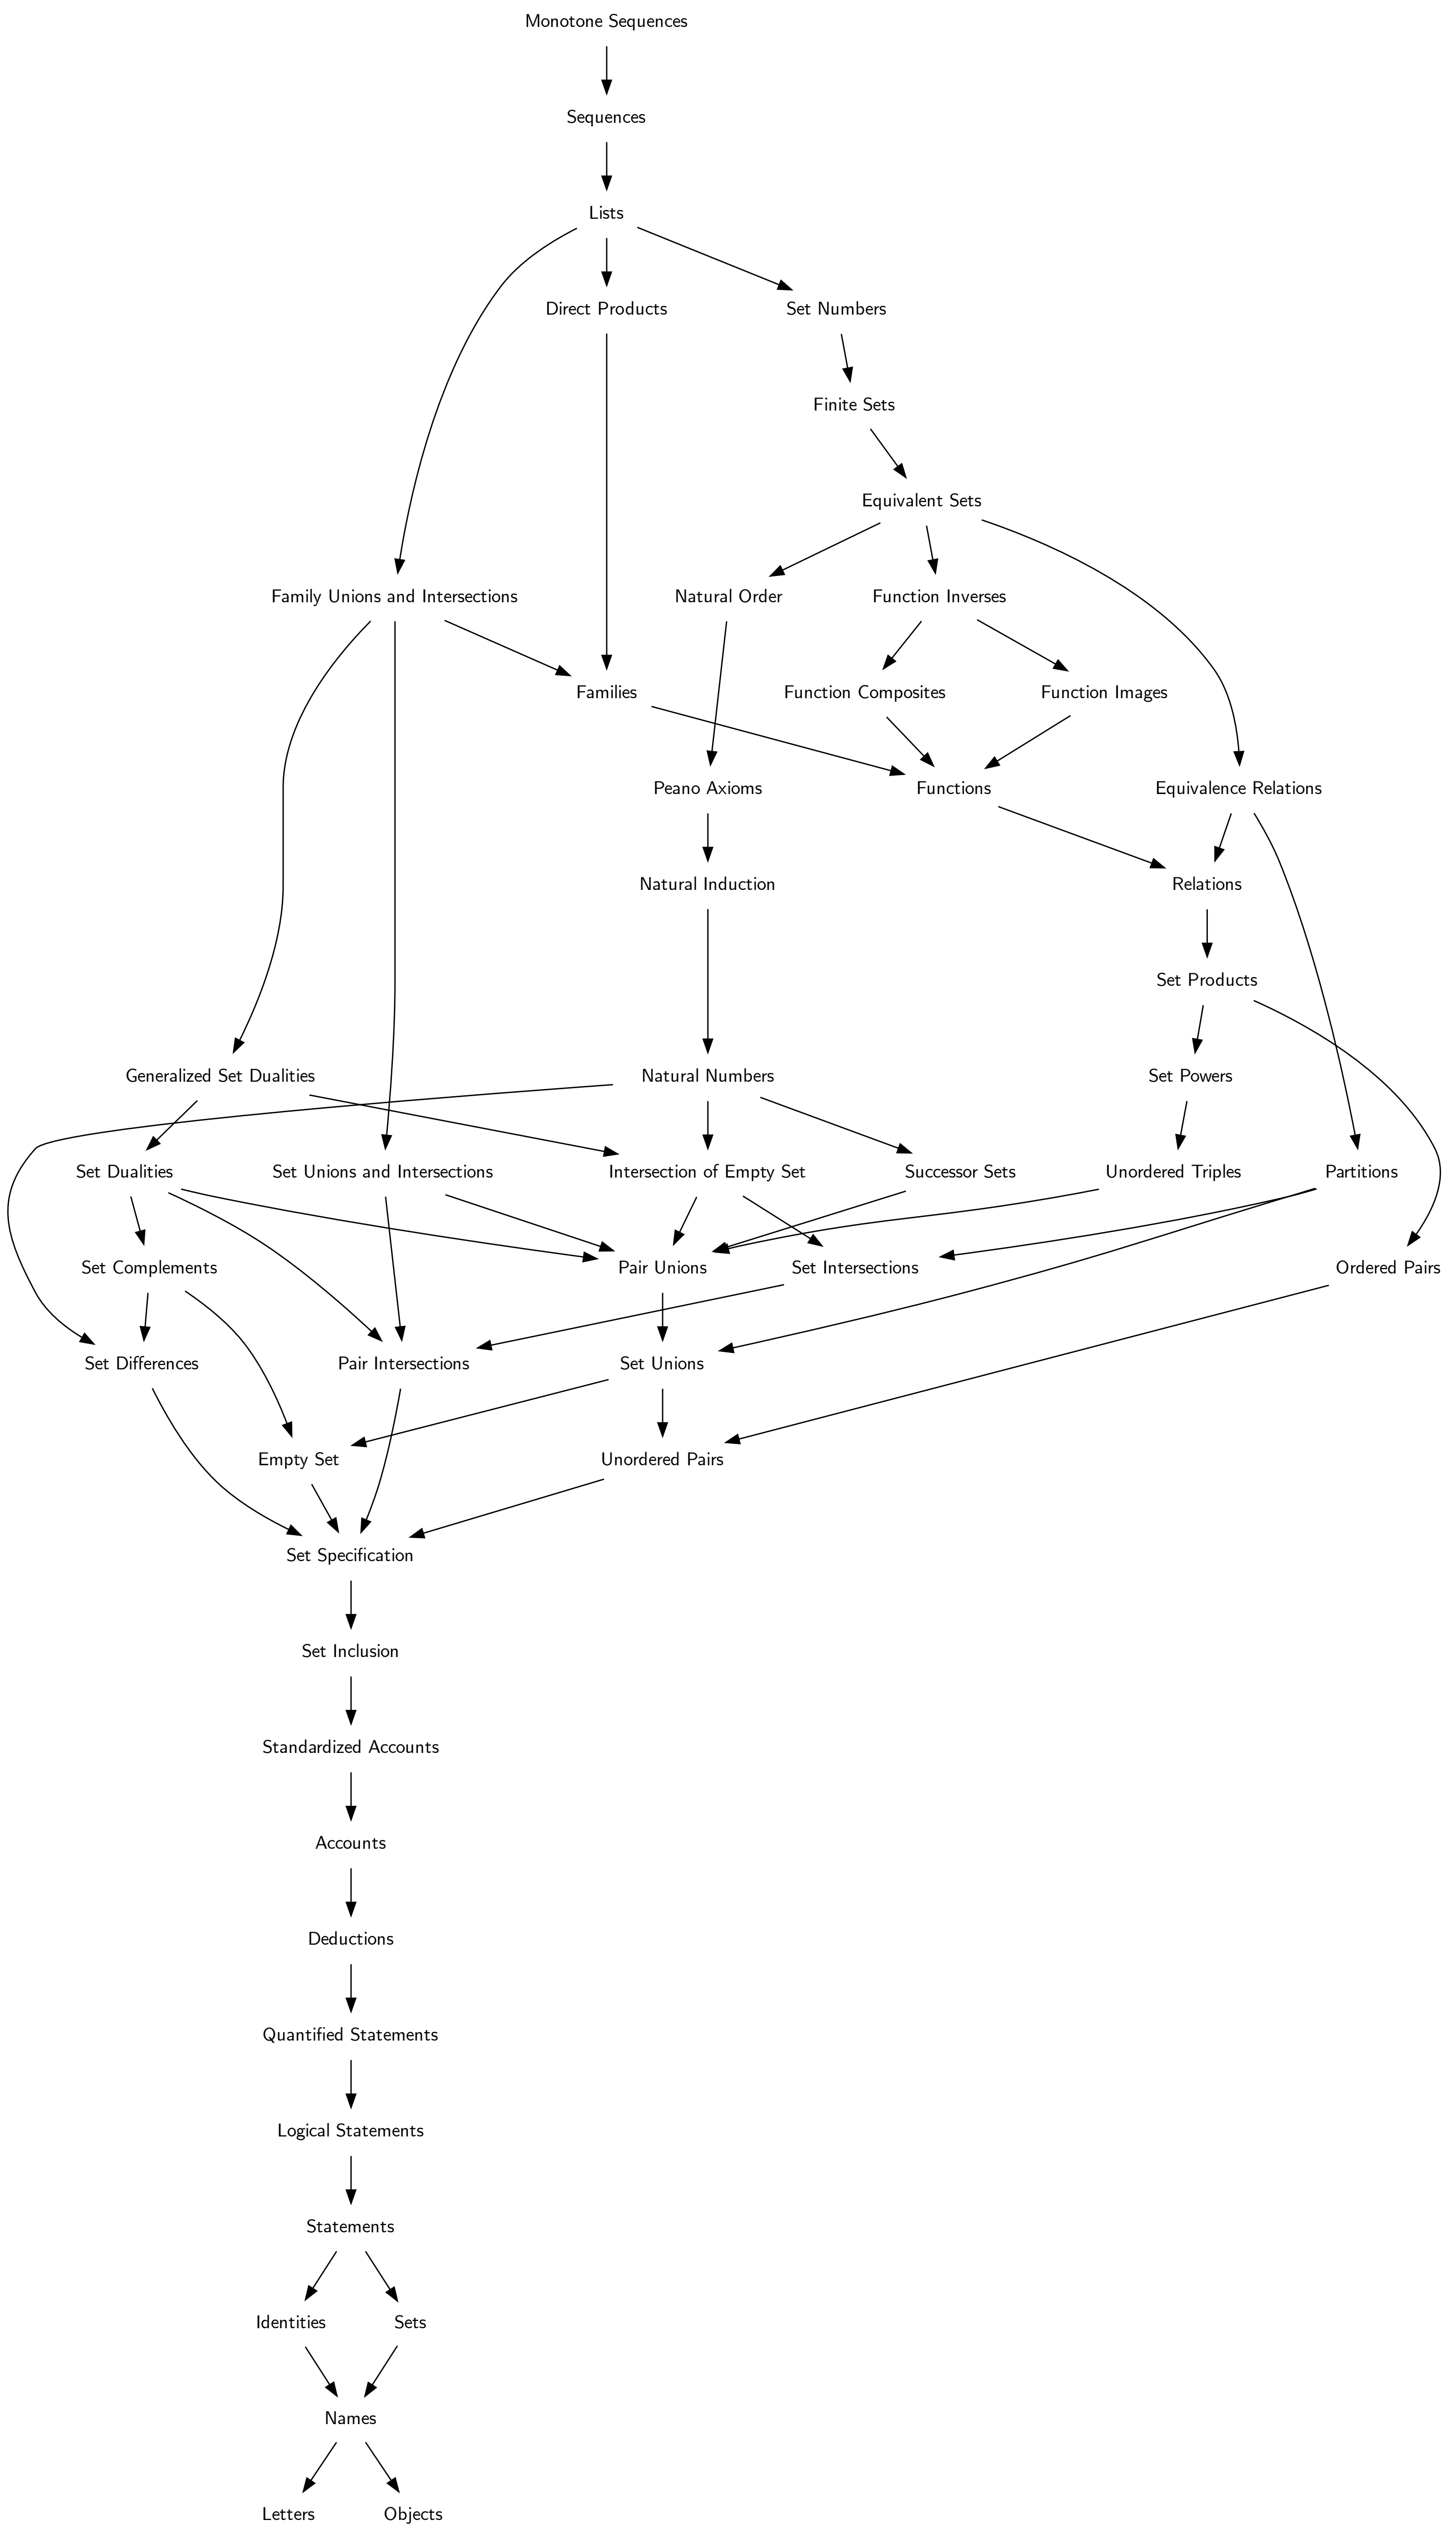 Monotone Sequences
Sequences
Lists
Direct Products
Set Numbers
Finite Sets
Equivalent Sets
Family Unions and Intersections
Natural Order
Function Inverses
Families
Function Composites
Function Images
Peano Axioms
Functions
Equivalence Relations
Natural Induction
Relations
Set Products
Generalized Set Dualities
Natural Numbers
Set Powers
Set Dualities
Set Unions and Intersections
Intersection of Empty Set
Successor Sets
Unordered Triples
Partitions
Set Complements
Pair Unions
Set Intersections
Ordered Pairs
Set Differences
Pair Intersections
Set Unions
Empty Set
Unordered Pairs
Set Specification
Set Inclusion
Standardized Accounts
Accounts
Deductions
Quantified Statements
Logical Statements
Statements
Identities
Sets
Names
Letters
Objects